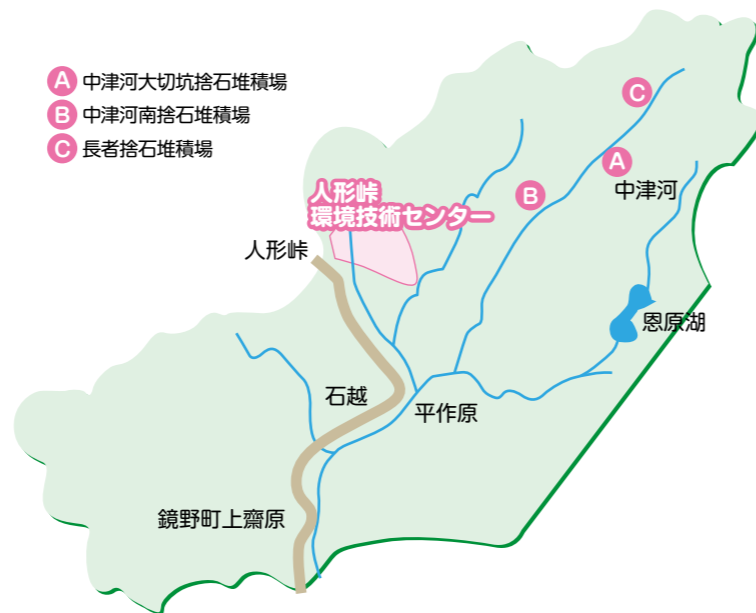 A 中津河大切坑捨石堆積場
B 中津河南捨石堆積場
C 長者捨石堆積場
C
A
人形峠
環境技術センター
B
中津河
人形峠
恩原湖
石越
平作原
鏡野町上齋原